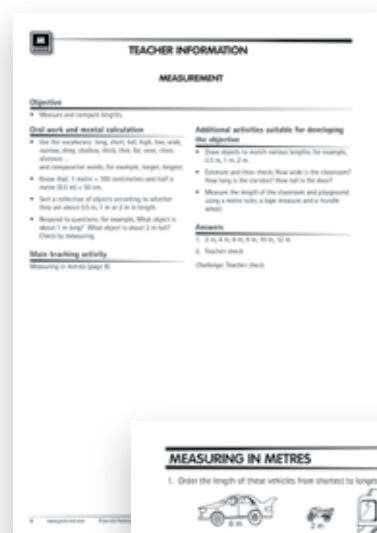 TEACHER INFORMATION
MEASUREMENT
Objective
• Measure and compare lengths.
Oral work and mental calculation
• Use the vocabulary: long, short, tall, high, low, wide,
narrow, deep, shallow, thick, thin, far, near, close,
distance ...
and comparative words; for example, longer, longest
• Know that: 1 metre = 100 centimetres and half a
metre (0.5 m) = 50 cm.
• Sort a collection of objects according to whether
they are about 0.5 m, 1 m or 2 m in length.
• Respond to questions; for example, What object is
about 1 m long? What object is about 2 m tall?
Check by measuring.
Main teaching activity
Measuring in metres (page 9)
Additional activities suitable for developing
the objective
• Draw objects to match various lengths; for example,
0.5 m, 1 m, 2 m.
• Estimate and then check: How wide is the classroom?
How long is the corridor? How tall is the door?
• Measure the length of the classroom and playground
using a metre ruler, a tape measure and a trundle
wheel.
Answers
1. 2 m, 4 m, 6 m, 9 m, 10 m, 12 m
2. Teacher check
Challenge: Teacher check
MEASURING IN METRES
1. Order the length of these vehicles from shortest to longest
6 m
2 m